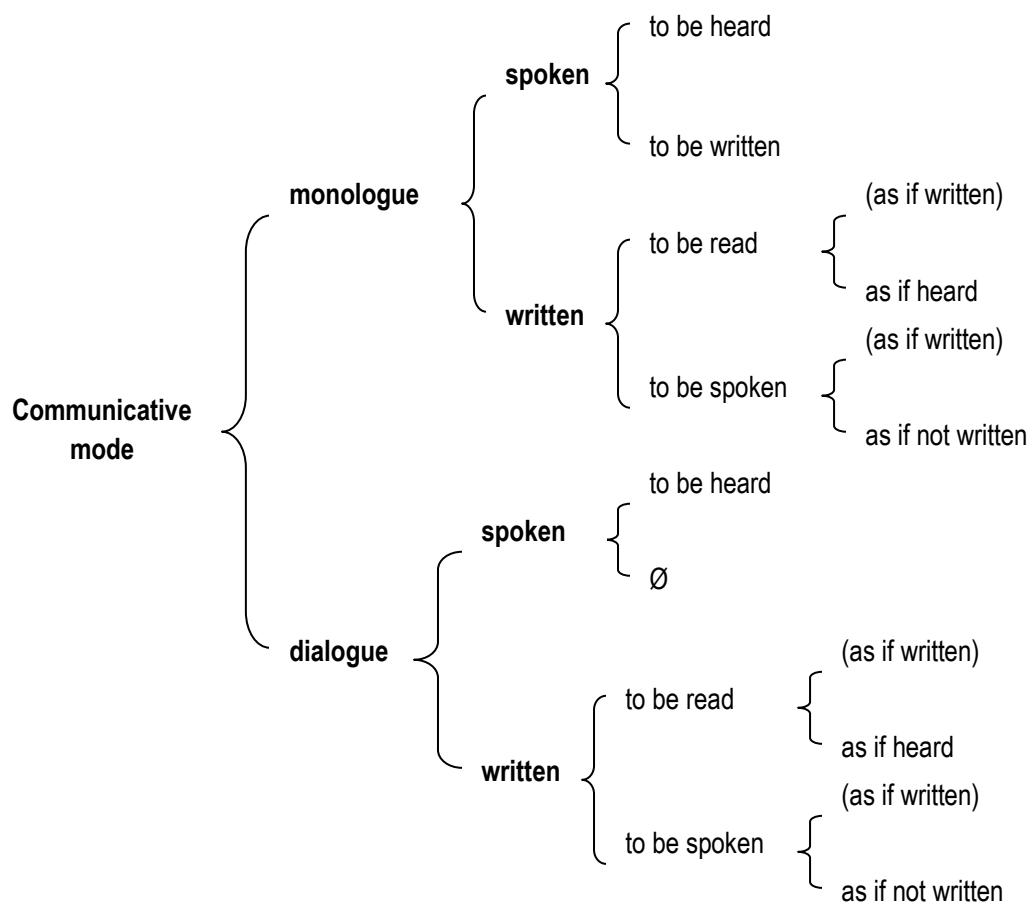 to be heard
spoken
to be written
monologue
(as if written)
to be read
as if heard
written
(as if written)
to be spoken
as if not written
Communicative
mode
to be heard
spoken
Ø
dialogue
(as if written)
to be read
as if heard
written
(as if written)
to be spoken
as if not written